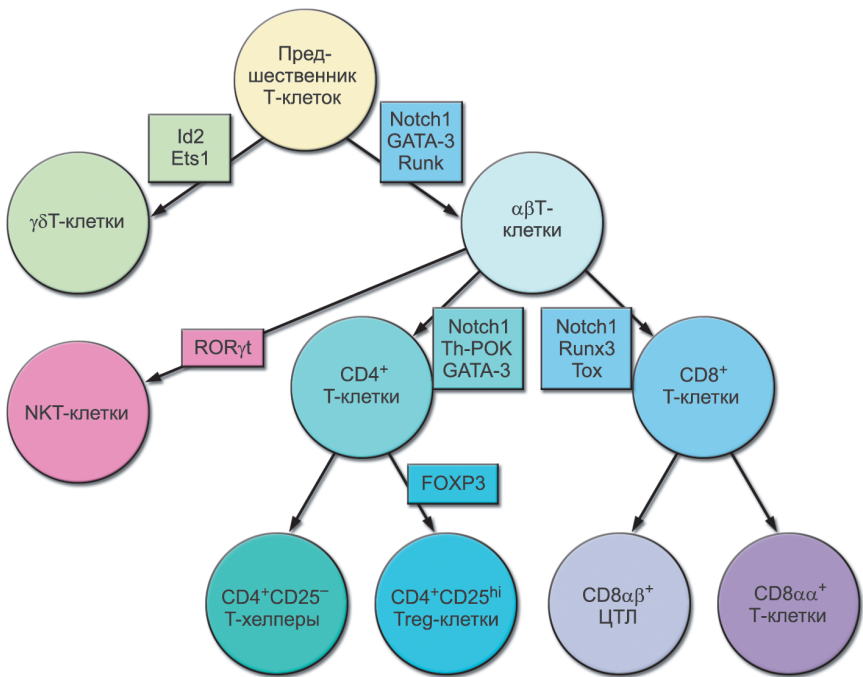 Пред-
шественник
Т-клеток
Id2
Ets1
Notch1
GATA-3
Runk
γδТ-клетки
αβТ-
клетки
RORγt
Notch1
Th-POK
GATA-3
Notch1
Runx3
Tox
NKT-клетки
CD4⁺
Т-клетки
CD8⁺
Т-клетки
FOXP3
CD4⁺CD25⁻
Т-хелперы
CD4⁺CD25ʰⁱ
Treg-клетки
CD8αβ⁺
ЦТЛ
CD8αα⁺
Т-клетки